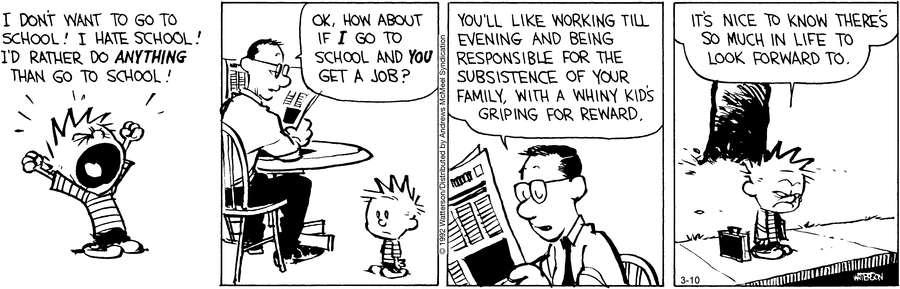 I DON'T WANT TO GO TO
SCHOOL! I HATE SCHOOL!
I'D RATHER DO ANYTHING
THAN GO TO SCHOOL!
OK, HOW ABOUT
IF I GO TO
SCHOOL AND YOU
GET A JOB?
© 1992 Watterson/Distributed by Andrews McMeel Syndication
YOU'LL LIKE WORKING TILL
EVENING AND BEING
RESPONSIBLE FOR THE
SUBSISTENCE OF YOUR
FAMILY, WITH A WHINY KID'S
GRIPING FOR REWARD.
IT'S NICE TO KNOW THERE'S
SO MUCH IN LIFE TO
LOOK FORWARD TO.
3-10
WATTERSON